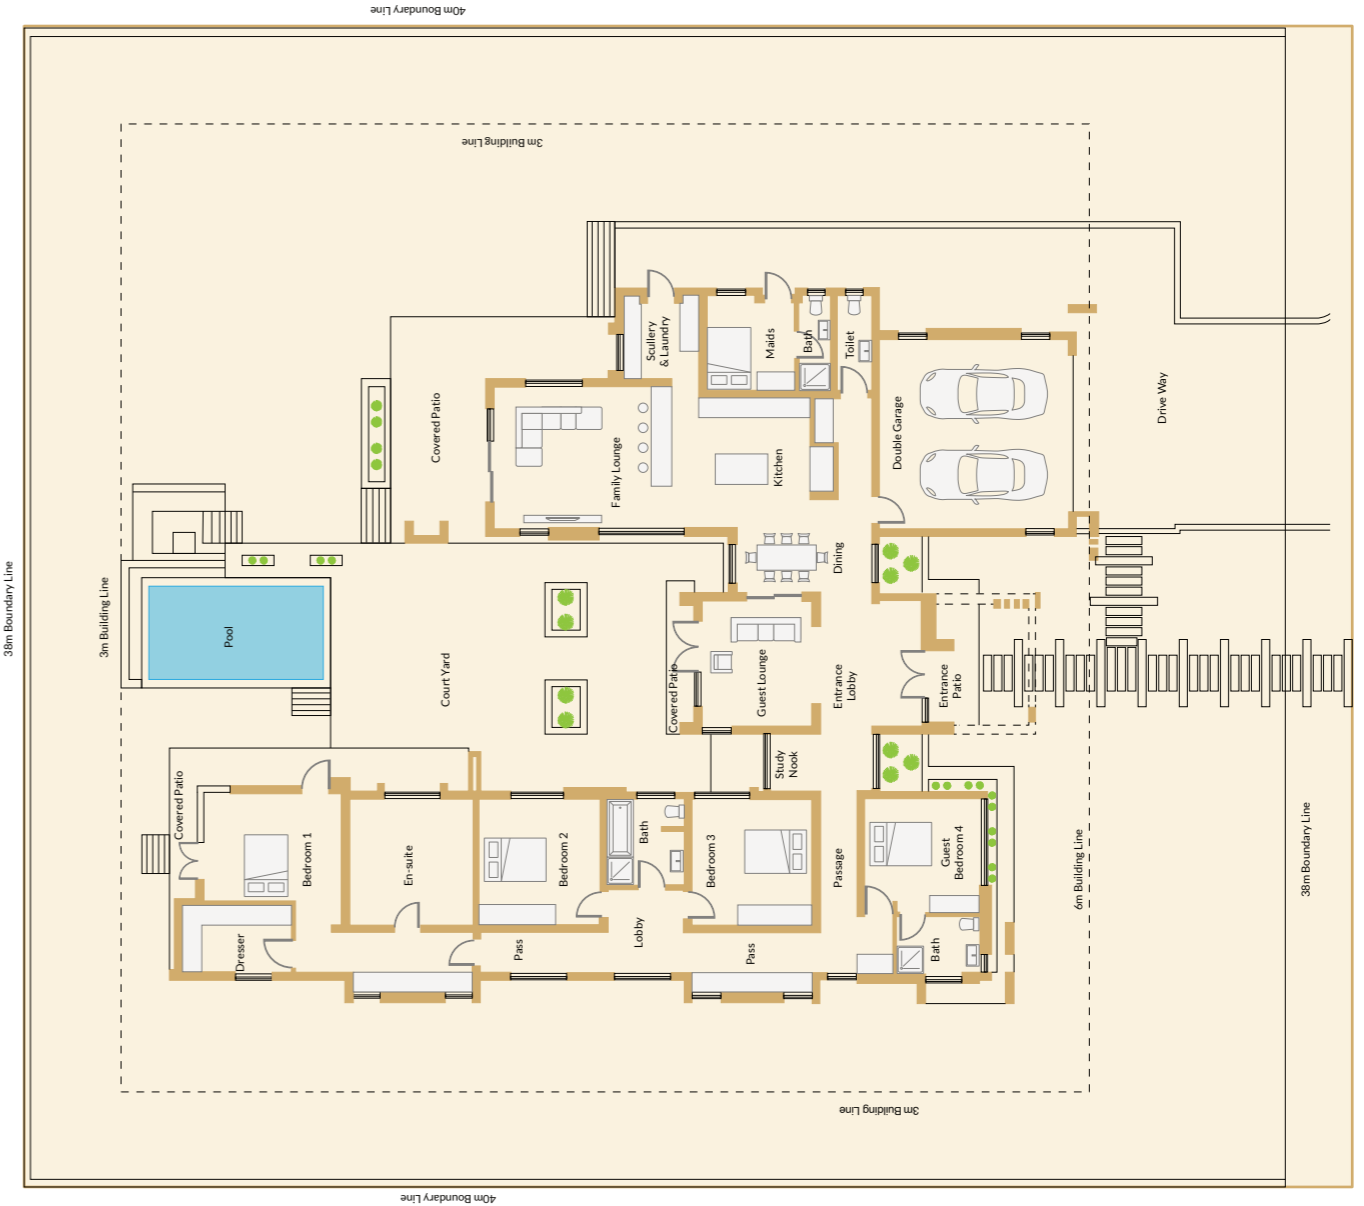 40m Boundary Line
3m Building Line
38m Boundary Line
3m Building Line
Pool
Covered Patio
Court Yard
Family Lounge
Scullery
& Laundry
Maids
Bath
Toilet
Kitchen
Double Garage
Drive Way
Dining
Covered Patio
Guest Lounge
Entrance
Lobby
Entrance
Patio
Study
Nook
Covered Patio
Bedroom 1
En-suite
Bedroom 2
Bath
Bedroom 3
Passage
Guest
Bedroom 4
Dresser
Pass
Lobby
Pass
Bath
6m Building Line
38m Boundary Line
3m Building Line
40m Boundary Line